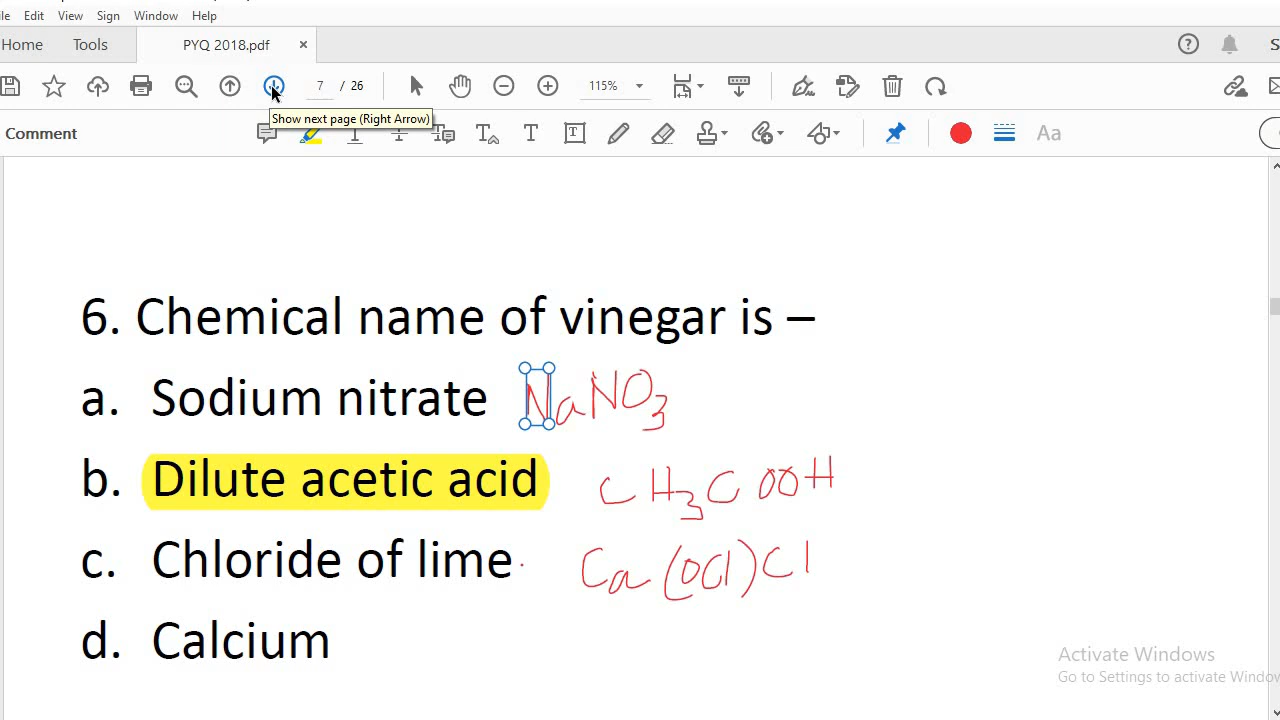 File Edit View Sign Window Help
Home Tools PYQ 2018.pdf ×
7 / 26 115%
Show next page (Right Arrow)
Comment Aa
6. Chemical name of vinegar is –
a. Sodium nitrate NaNO3
b. Dilute acetic acid CH3COOH
c. Chloride of lime Ca(OCl)Cl
d. Calcium
Activate Windows
Go to Settings to activate Windows